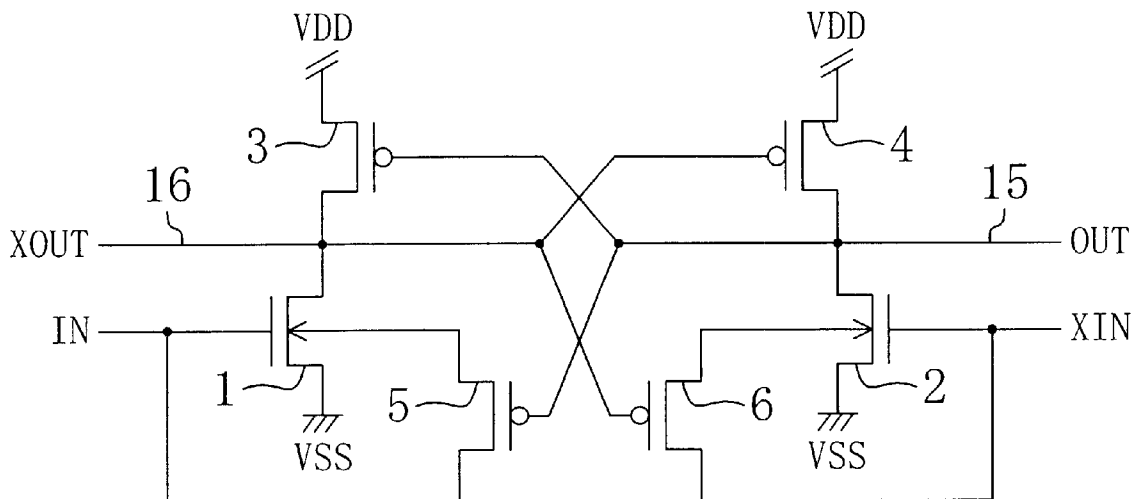 VDD VDD
3 4
16 15
XOUT OUT
IN XIN
1 5 6 2
VSS VSS